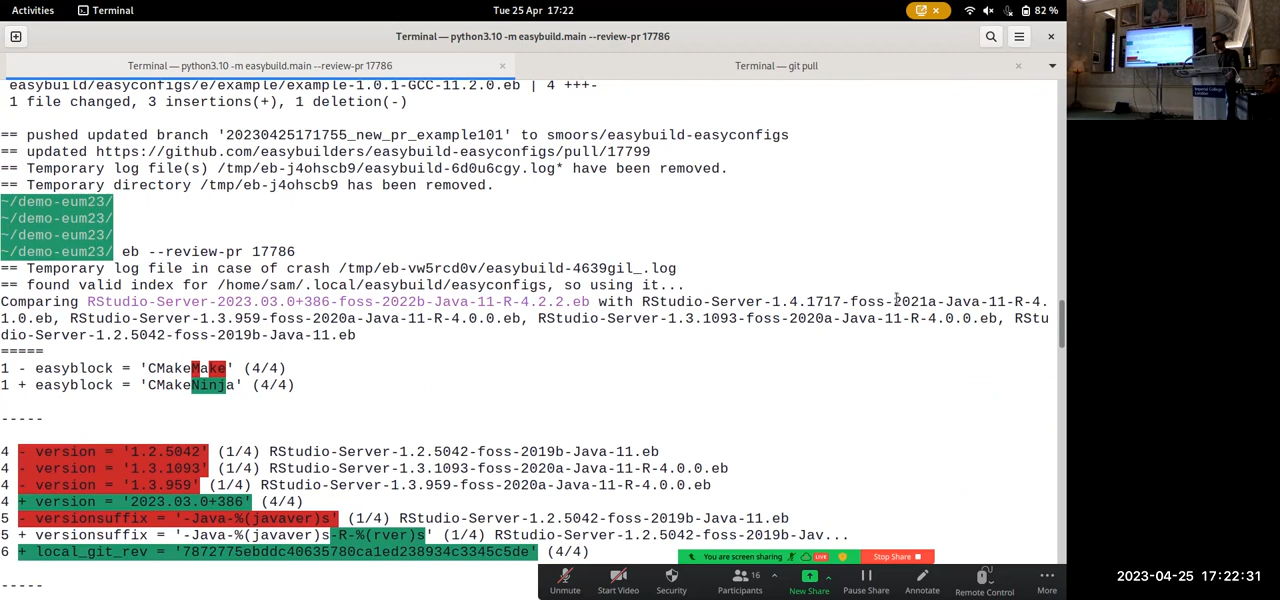 Activities
Terminal
Tue 25 Apr 17:22
82 %
Terminal — python3.10 -m easybuild.main --review-pr 17786
Terminal — python3.10 -m easybuild.main --review-pr 17786
Terminal — git pull
easybuild/easyconfigs/e/example/example-1.0.1-GCC-11.2.0.eb | 4 +++-
1 file changed, 3 insertions(+), 1 deletion(-)
== pushed updated branch '20230425171755_new_pr_example101' to smoors/easybuild-easyconfigs
== updated https://github.com/easybuilders/easybuild-easyconfigs/pull/17799
== Temporary log file(s) /tmp/eb-j4ohscb9/easybuild-6d0u6cgy.log* have been removed.
== Temporary directory /tmp/eb-j4ohscb9 has been removed.
~/demo-eum23/
~/demo-eum23/
~/demo-eum23/
~/demo-eum23/ eb --review-pr 17786
== Temporary log file in case of crash /tmp/eb-vw5rcd0v/easybuild-4639gil_.log
== found valid index for /home/sam/.local/easybuild/easyconfigs, so using it...
Comparing RStudio-Server-2023.03.0+386-foss-2022b-Java-11-R-4.2.2.eb with RStudio-Server-1.4.1717-foss-2021a-Java-11-R-4.
1.0.eb, RStudio-Server-1.3.959-foss-2020a-Java-11-R-4.0.0.eb, RStudio-Server-1.3.1093-foss-2020a-Java-11-R-4.0.0.eb, RStu
dio-Server-1.2.5042-foss-2019b-Java-11.eb
=====
1 - easyblock = 'CMakeMake' (4/4)
1 + easyblock = 'CMakeNinja' (4/4)
-----
4 - version = '1.2.5042' (1/4) RStudio-Server-1.2.5042-foss-2019b-Java-11.eb
4 - version = '1.3.1093' (1/4) RStudio-Server-1.3.1093-foss-2020a-Java-11-R-4.0.0.eb
4 - version = '1.3.959' (1/4) RStudio-Server-1.3.959-foss-2020a-Java-11-R-4.0.0.eb
4 + version = '2023.03.0+386' (4/4)
5 - versionsuffix = '-Java-%(javaver)s' (1/4) RStudio-Server-1.2.5042-foss-2019b-Java-11.eb
5 + versionsuffix = '-Java-%(javaver)s-R-%(rver)s' (1/4) RStudio-Server-1.2.5042-foss-2019b-Jav...
6 + local_git_rev = '7872775ebddc40635780ca1ed238934c3345c5de' (4/4)
-----
You are screen sharing
LIVE
Stop Share
Unmute
Start Video
Security
16
Participants
New Share
Pause Share
Annotate
Remote Control
More
Imperial College
London
2023-04-25 17:22:31